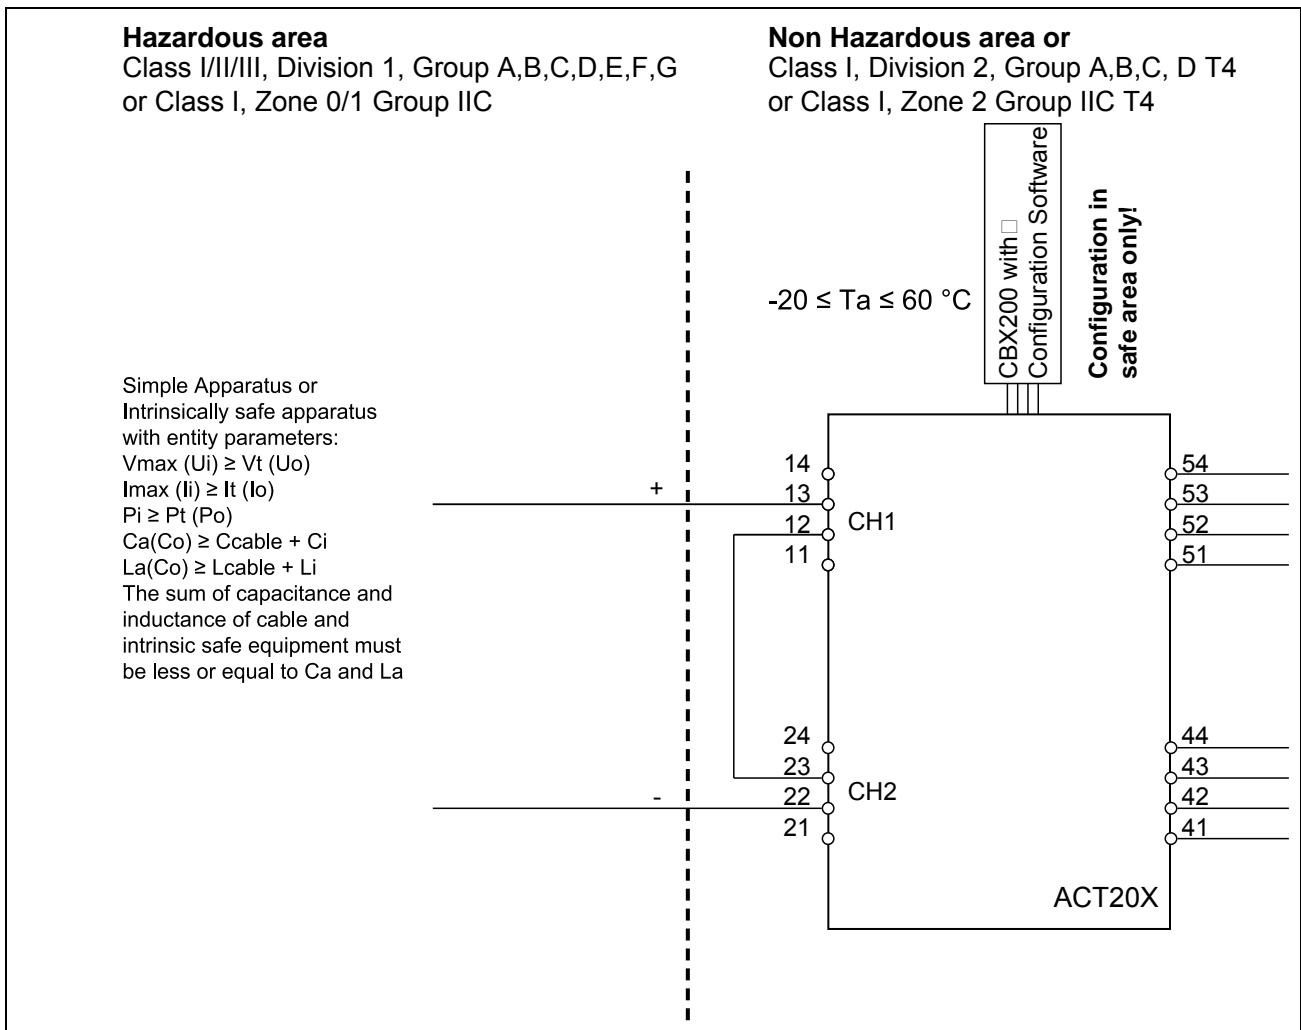 Hazardous area
Class I/II/III, Division 1, Group A,B,C,D,E,F,G
or Class I, Zone 0/1 Group IIC
Non Hazardous area or
Class I, Division 2, Group A,B,C, D T4
or Class I, Zone 2 Group IIC T4
CBX200 with□
Configuration Software
Configuration in
safe area only!
-20 ≤ Ta ≤ 60 °C
Simple Apparatus or
Intrinsically safe apparatus
with entity parameters:
Vmax (Ui) ≥ Vt (Uo)
Imax (Ii) ≥ It (Io)
Pi ≥ Pt (Po)
Ca(Co) ≥ Ccable + Ci
La(Co) ≥ Lcable + Li
The sum of capacitance and
inductance of cable and
intrinsic safe equipment must
be less or equal to Ca and La
+
-
14
13
12
11
CH1
24
23
22
21
CH2
54
53
52
51
44
43
42
41
ACT20X